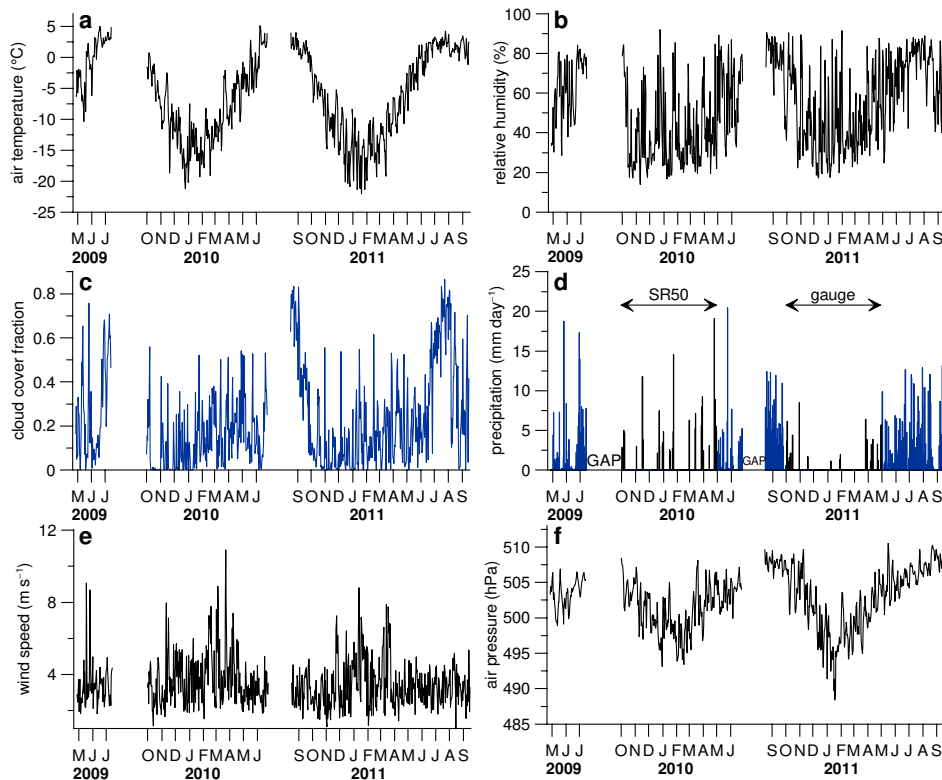 a
air temperature (°C)
5
0
-5
-10
-15
-20
-25
M J J O N D J F M A M J S O N D J F M A M J J A S
2009 2010 2011
b
relative humidity (%)
100
80
60
40
20
0
M J J O N D J F M A M J S O N D J F M A M J J A S
2009 2010 2011
c
cloud cover fraction
0.8
0.6
0.4
0.2
0
M J J O N D J F M A M J S O N D J F M A M J J A S
2009 2010 2011
d
precipitation (mm day⁻¹)
25
20
15
10
5
0
SR50 gauge
GAP GAP
M J J O N D J F M A M J S O N D J F M A M J J A S
2009 2010 2011
e
wind speed (m s⁻¹)
12
8
4
M J J O N D J F M A M J S O N D J F M A M J J A S
2009 2010 2011
f
air pressure (hPa)
510
505
500
495
490
485
M J J O N D J F M A M J S O N D J F M A M J J A S
2009 2010 2011